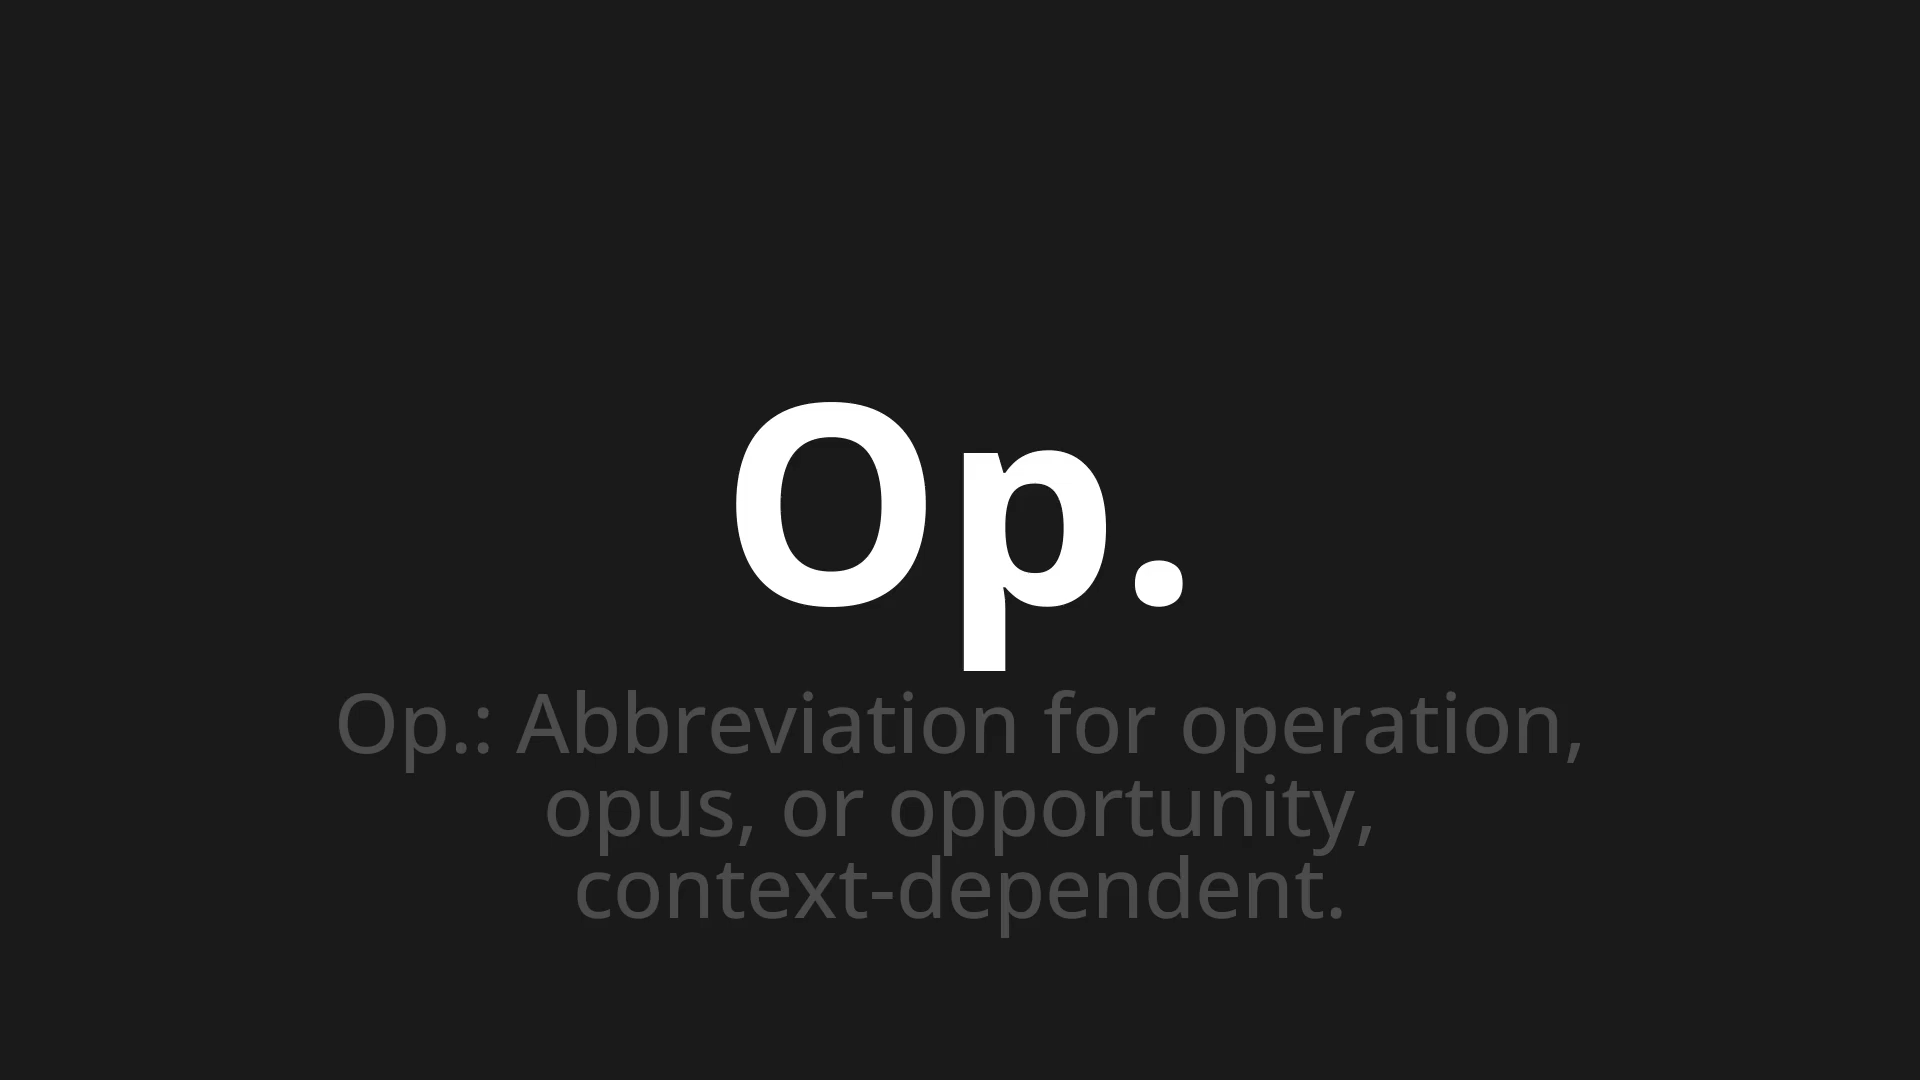 Op.
Op.: Abbreviation for operation,
opus, or opportunity,
context-dependent.